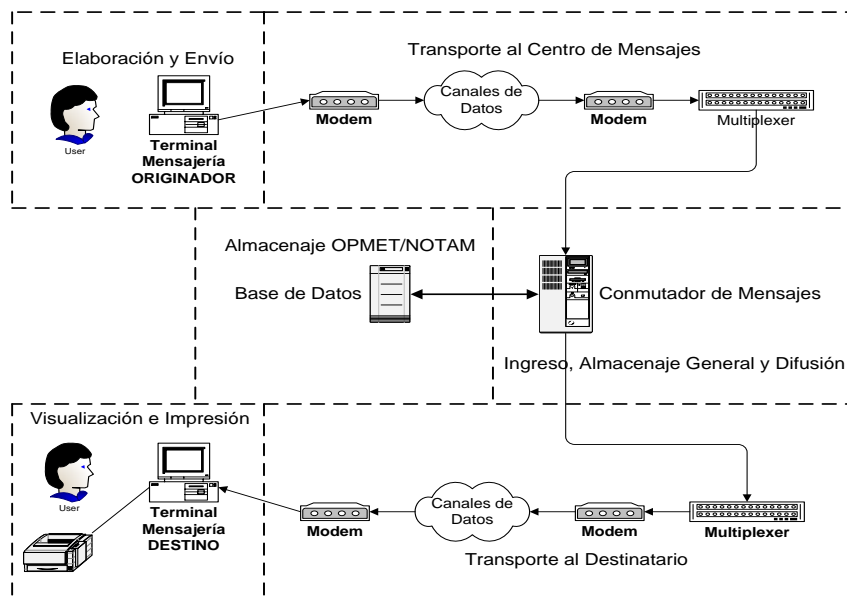 Elaboración y Envío
User
Terminal
Mensajería
ORIGINADOR
Transporte al Centro de Mensajes
Modem
Canales de
Datos
Modem
Multiplexer
Almacenaje OPMET/NOTAM
Base de Datos
Conmutador de Mensajes
Ingreso, Almacenaje General y Difusión
Visualización e Impresión
User
Terminal
Mensajería
DESTINO
Modem
Canales de
Datos
Modem
Multiplexer
Transporte al Destinatario